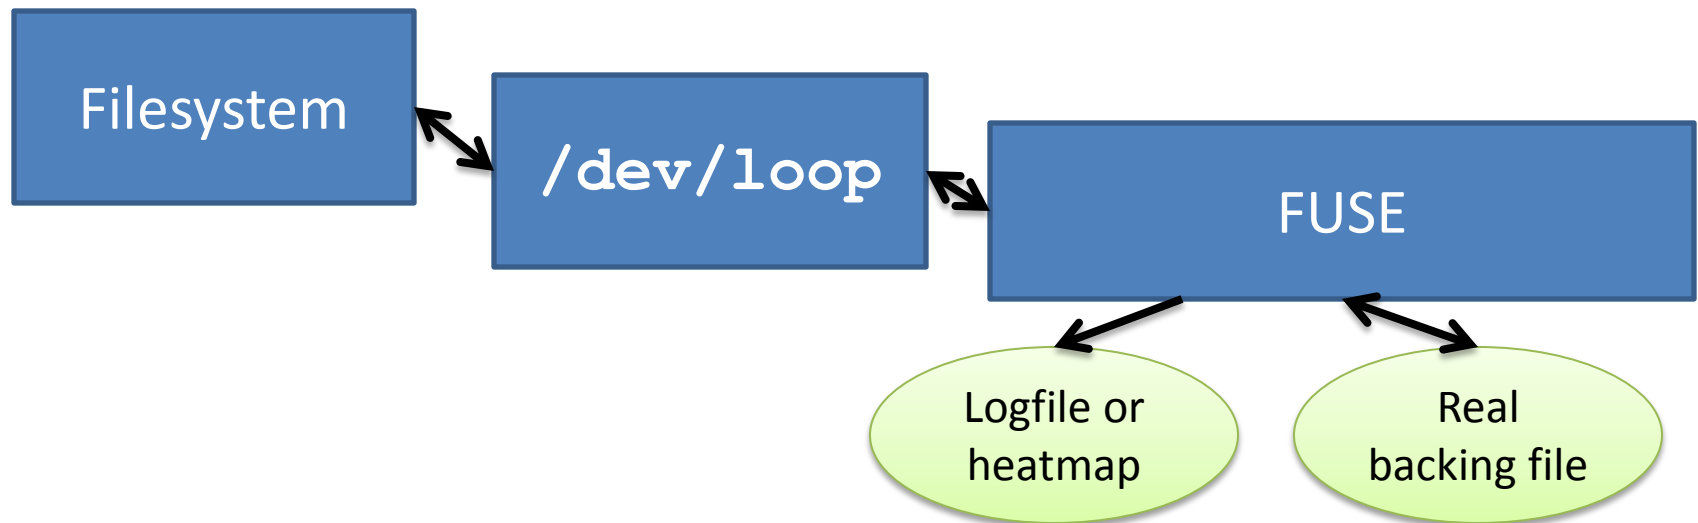 Filesystem
/dev/loop
FUSE
Logfile or
heatmap
Real
backing file